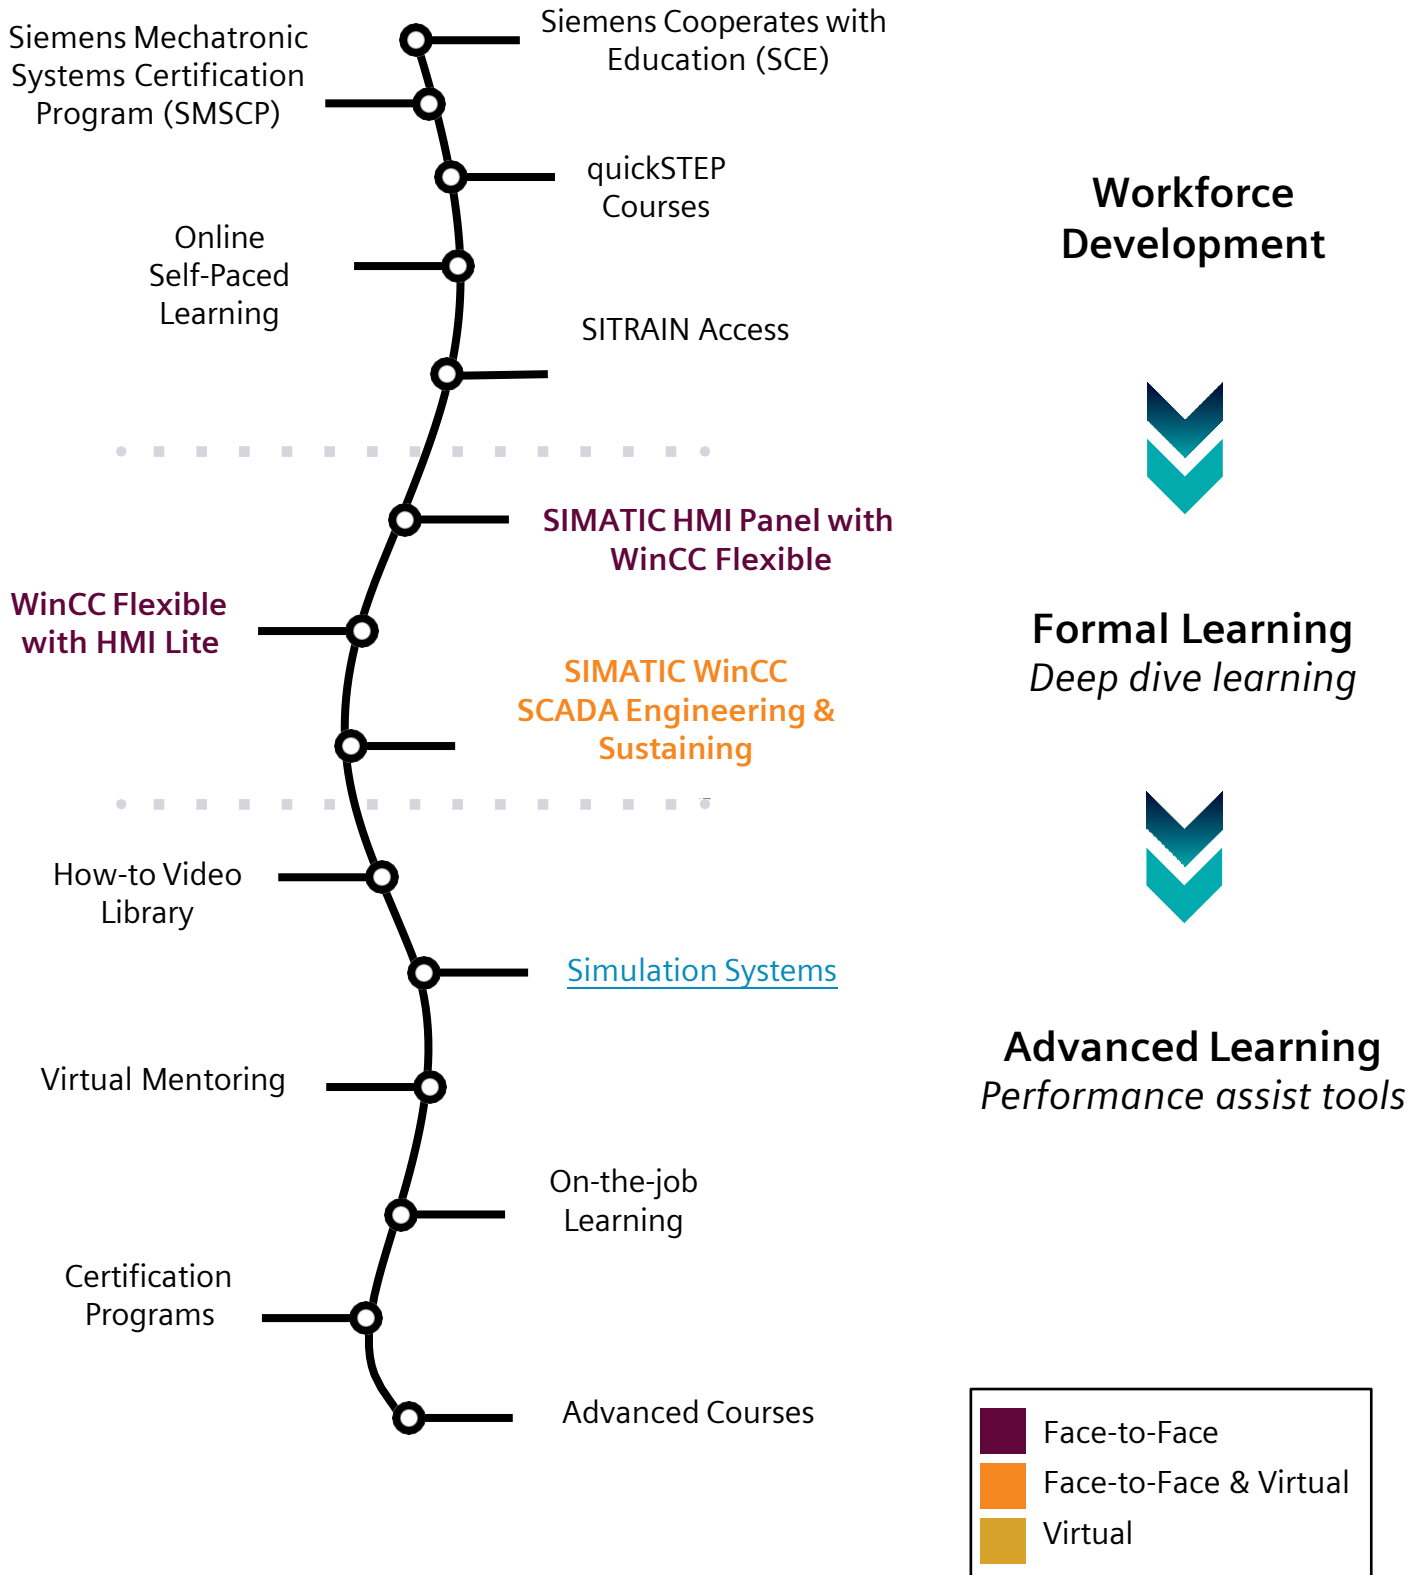 Siemens Cooperates with
Education (SCE)
Siemens Mechatronic
Systems Certification
Program (SMSCP)
quickSTEP
Courses
Online
Self-Paced
Learning
SITRAIN Access
Workforce
Development
SIMATIC HMI Panel with
WinCC Flexible
WinCC Flexible
with HMI Lite
SIMATIC WinCC
SCADA Engineering &
Sustaining
Formal Learning
Deep dive learning
How-to Video
Library
Simulation Systems
Virtual Mentoring
On-the-job
Learning
Certification
Programs
Advanced Courses
Advanced Learning
Performance assist tools
Face-to-Face
Face-to-Face & Virtual
Virtual